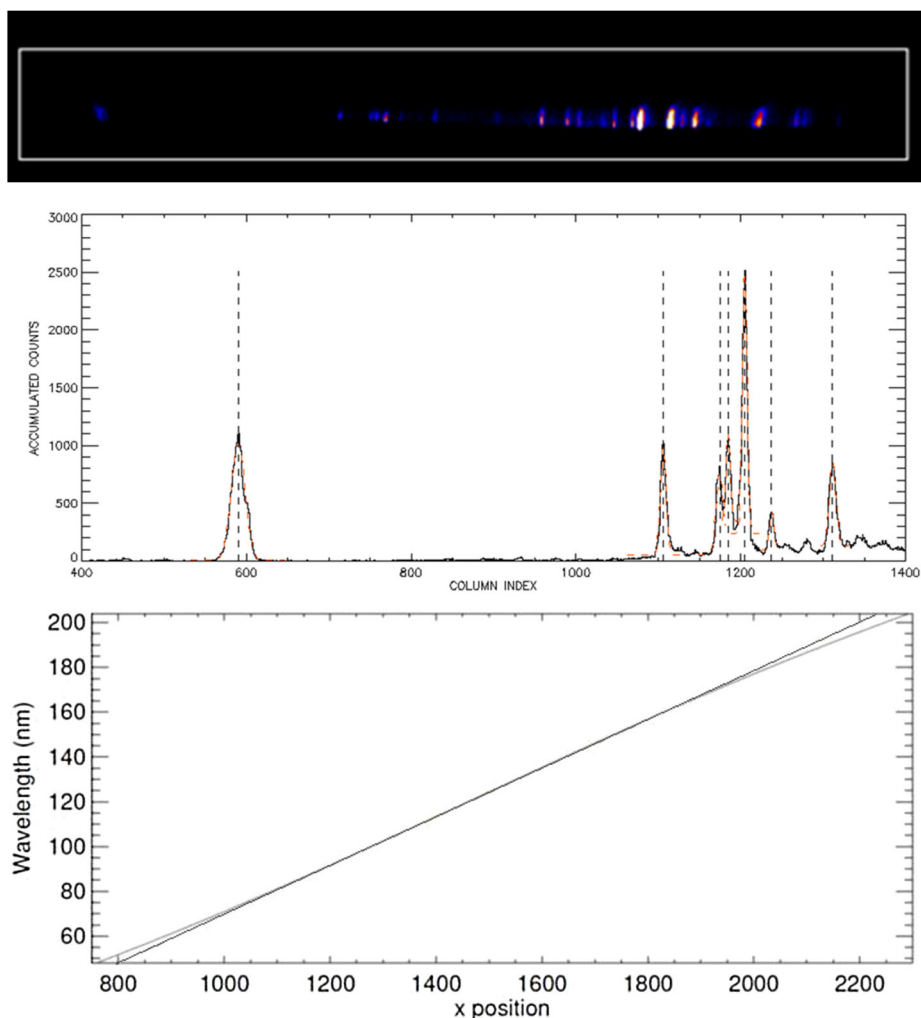 3000
2500
2000
1500
1000
500
0
ACCUMULATED COUNTS
400 600 800 1000 1200 1400
COLUMN INDEX
200
180
160
140
120
100
80
60
Wavelength (nm)
800 1000 1200 1400 1600 1800 2000 2200
x position